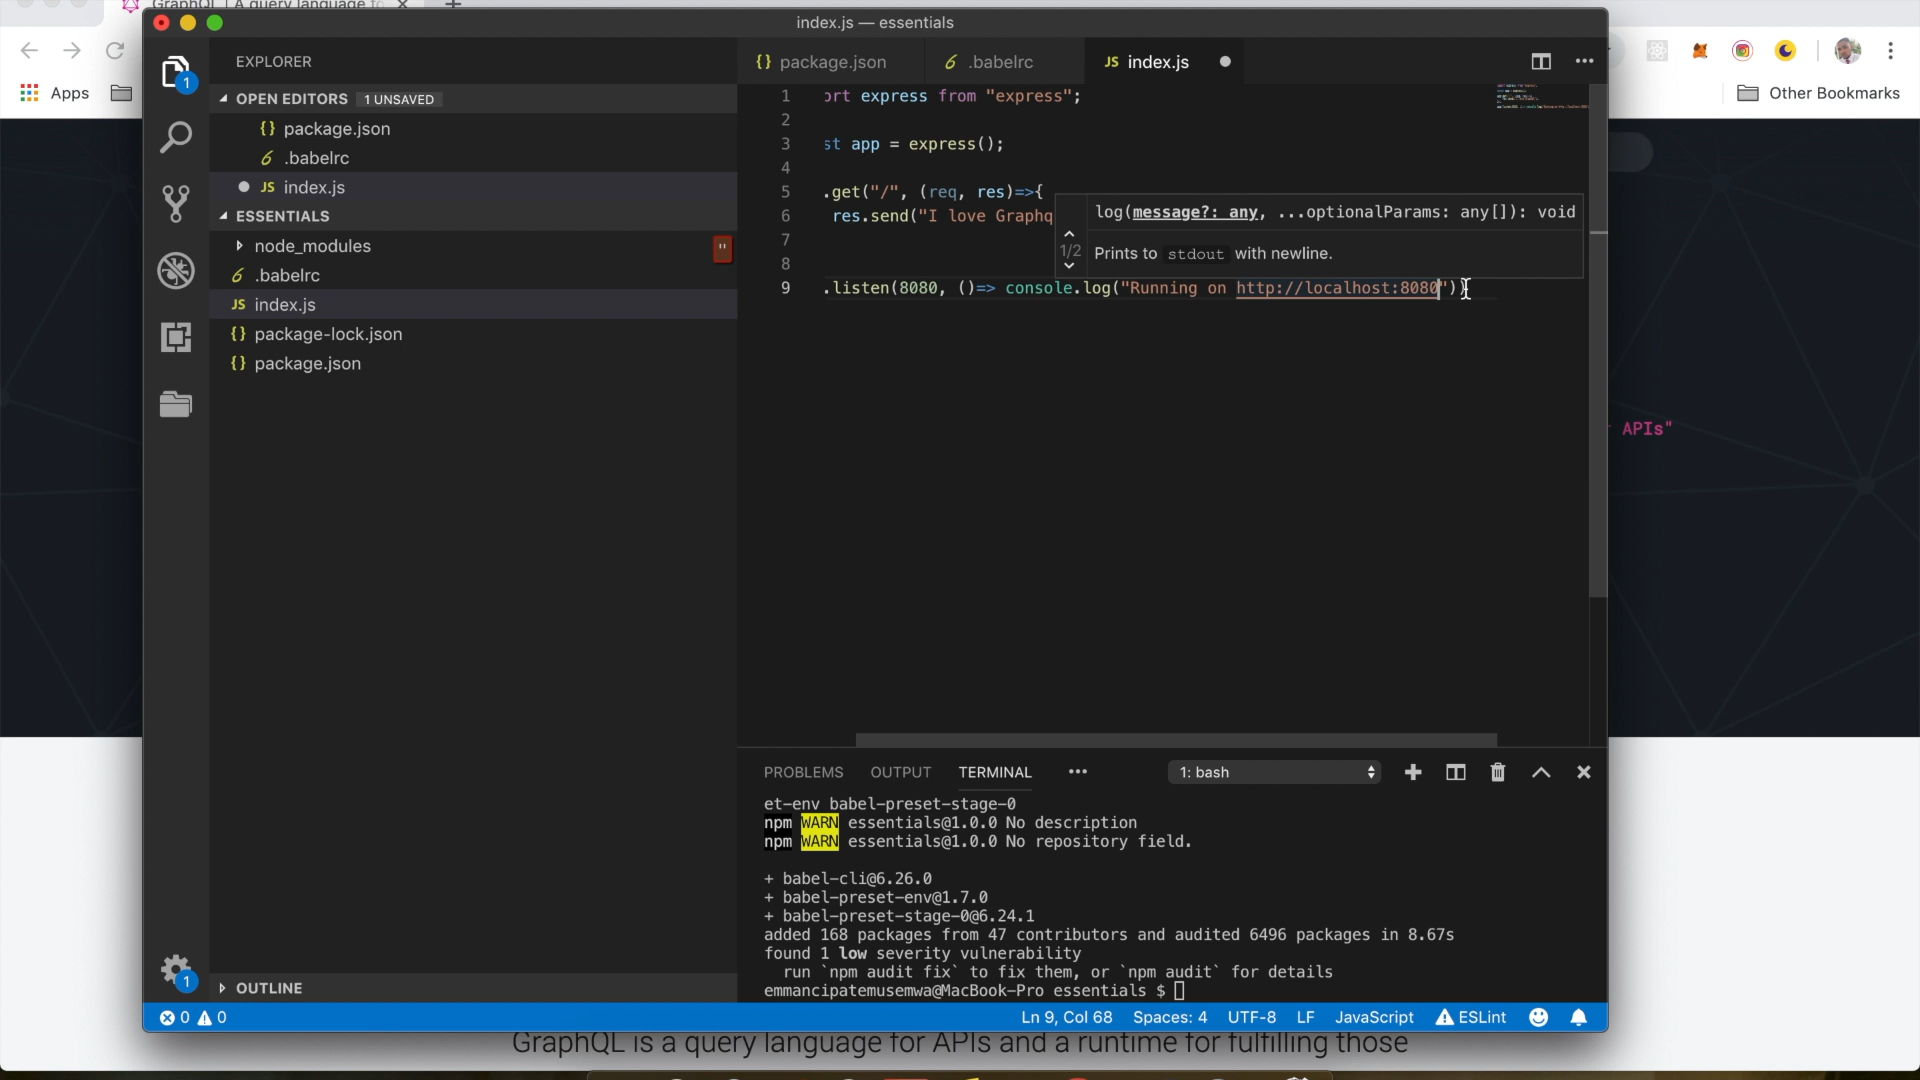 GraphQL | A query language fo
index.js — essentials
EXPLORER
{} package.json
.babelrc
JS index.js
Apps
Other Bookmarks
OPEN EDITORS
1 UNSAVED
{} package.json
.babelrc
JS index.js
ESSENTIALS
node_modules
.babelrc
JS index.js
{} package-lock.json
{} package.json
OUTLINE
1
1
1 ort express from "express";
2
3 st app = express();
4
5 .get("/", (req, res)=>{
6 res.send("I love Graphq
7
8
9 .listen(8080, ()=> console.log("Running on http://localhost:8080"))
log(message?: any, ...optionalParams: any[]): void
1/2
Prints to stdout with newline.
APIs"
PROBLEMS OUTPUT TERMINAL ••• 1: bash
et-env babel-preset-stage-0
npm WARN essentials@1.0.0 No description
npm WARN essentials@1.0.0 No repository field.
+ babel-cli@6.26.0
+ babel-preset-env@1.7.0
+ babel-preset-stage-0@6.24.1
added 168 packages from 47 contributors and audited 6496 packages in 8.67s
found 1 low severity vulnerability
run `npm audit fix` to fix them, or `npm audit` for details
emmancipatemusemwa@MacBook-Pro essentials $
0 0
Ln 9, Col 68 Spaces: 4 UTF-8 LF JavaScript ESLint
GraphQL is a query language for APIs and a runtime for fulfilling those